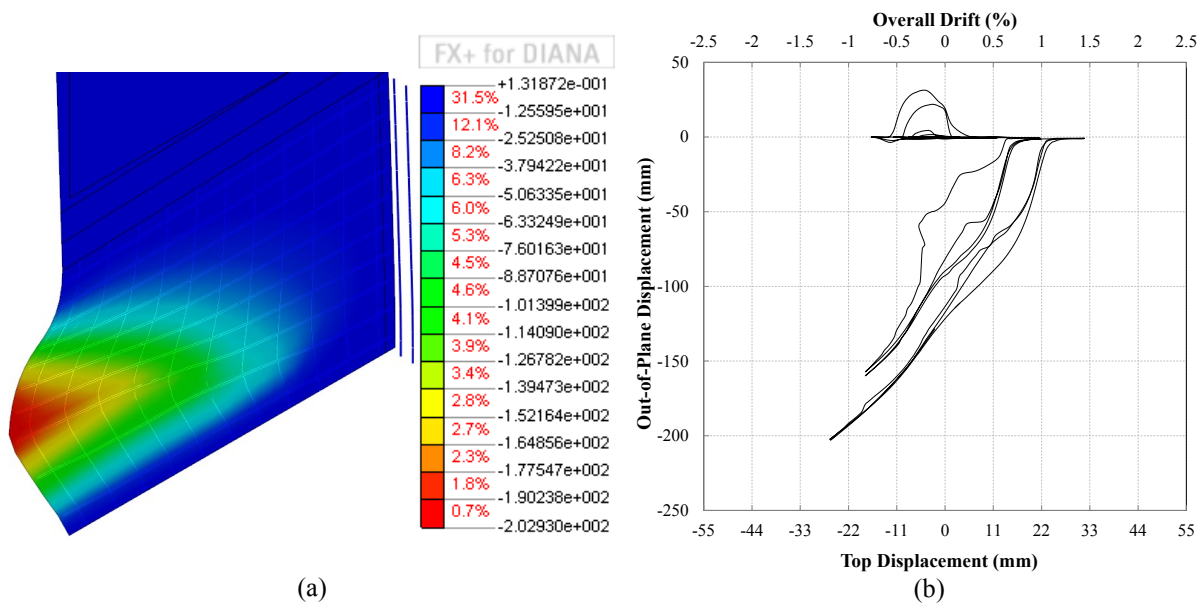 FX+ for DIANA
+1.31872e-001
31.5%
-1.25595e+001
12.1%
-2.52508e+001
8.2%
-3.79422e+001
6.3%
-5.06335e+001
6.0%
-6.33249e+001
5.3%
-7.60163e+001
4.5%
-8.87076e+001
4.6%
-1.01399e+002
4.1%
-1.14090e+002
3.9%
-1.26782e+002
3.4%
-1.39473e+002
2.8%
-1.52164e+002
2.7%
-1.64856e+002
2.3%
-1.77547e+002
1.8%
-1.90238e+002
0.7%
-2.02930e+002
(a)
Overall Drift (%)
-2.5 -2 -1.5 -1 -0.5 0 0.5 1 1.5 2 2.5
Out-of-Plane Displacement (mm)
50
0
-50
-100
-150
-200
-250
-55 -44 -33 -22 -11 0 11 22 33 44 55
Top Displacement (mm)
(b)